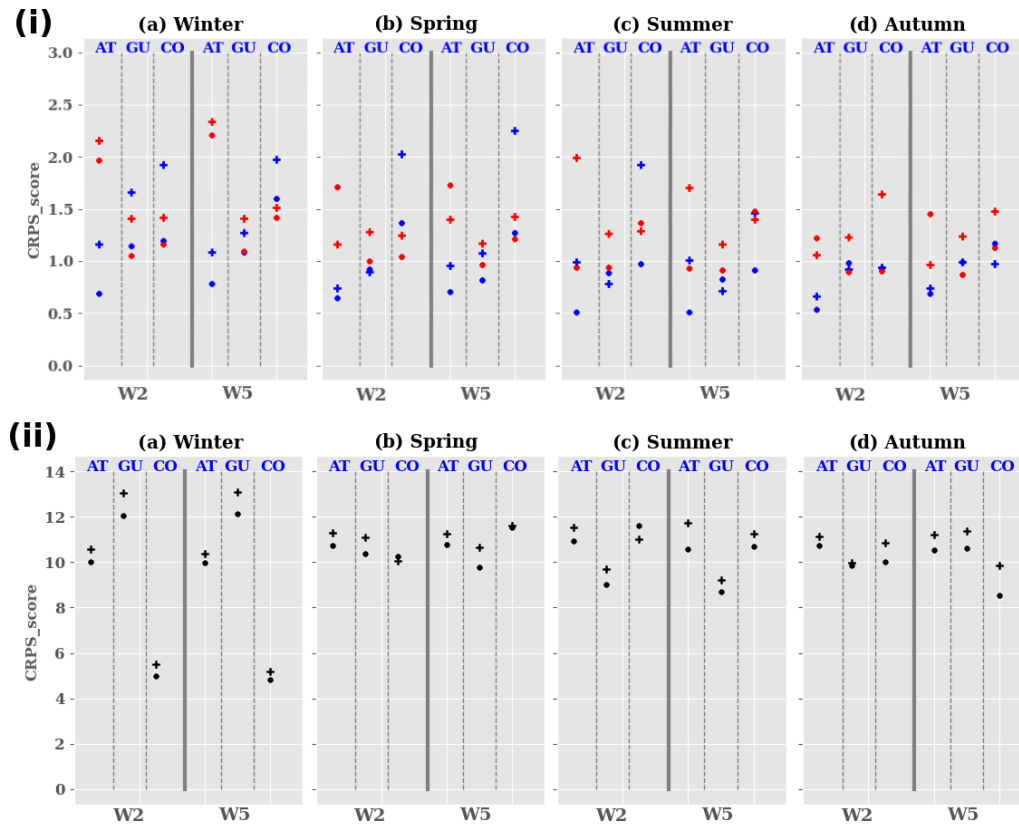 (i)
(a) Winter (b) Spring (c) Summer (d) Autumn
AT GU CO AT GU CO AT GU CO AT GU CO AT GU CO AT GU CO AT GU CO AT GU CO
3.0
2.5
2.0
1.5
1.0
0.5
0.0
CRPS_score
W2 W5 W2 W5 W2 W5 W2 W5
(ii)
(a) Winter (b) Spring (c) Summer (d) Autumn
AT GU CO AT GU CO AT GU CO AT GU CO AT GU CO AT GU CO AT GU CO AT GU CO
14
12
10
8
6
4
2
0
CRPS_score
W2 W5 W2 W5 W2 W5 W2 W5